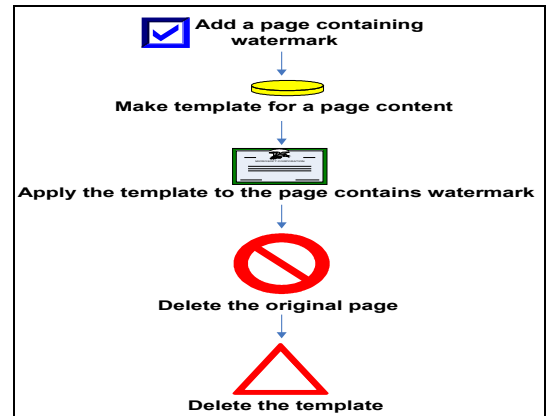 Add a page containing
watermark
Make template for a page content
Apply the template to the page contains watermark
Delete the original page
Delete the template